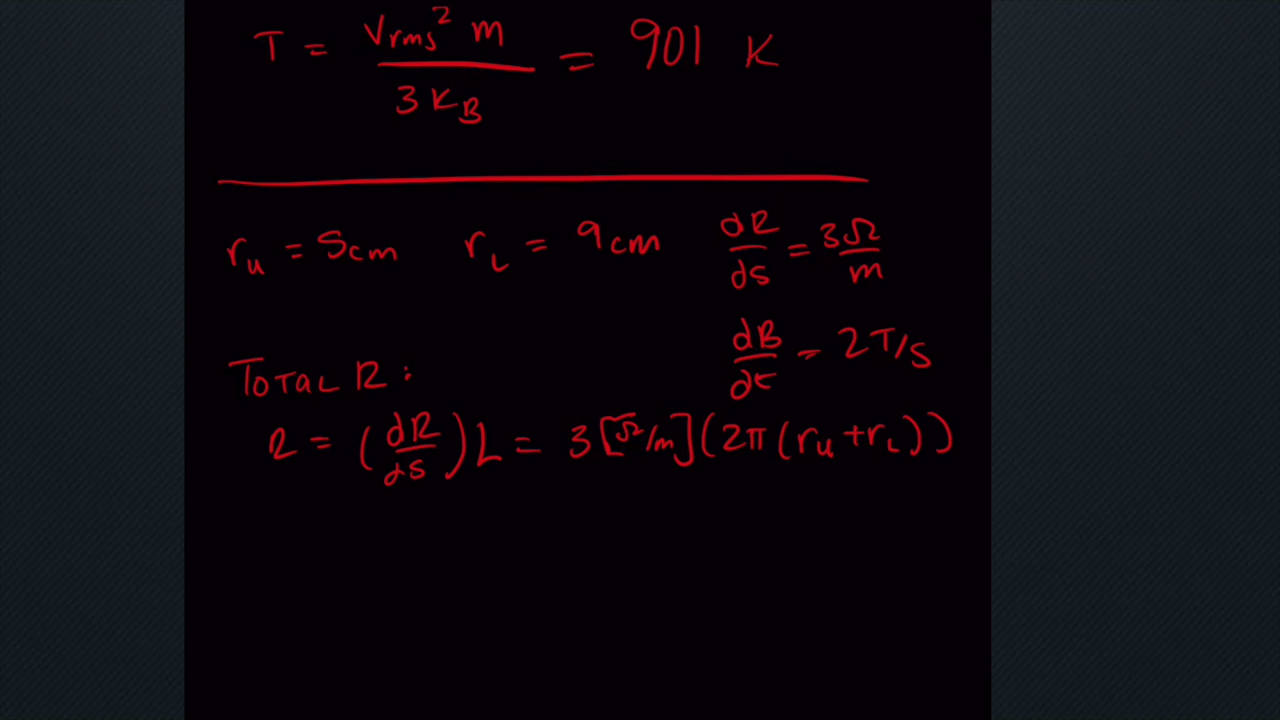 T = Vrms² m / 3 KB = 901 K
ru = 5cm rL = 9cm dR/ds = 3Ω/m
dB/dt = 2T/s
TOTAL R:
R = (dR/ds)L = 3[Ω/m](2π(ru+rL))